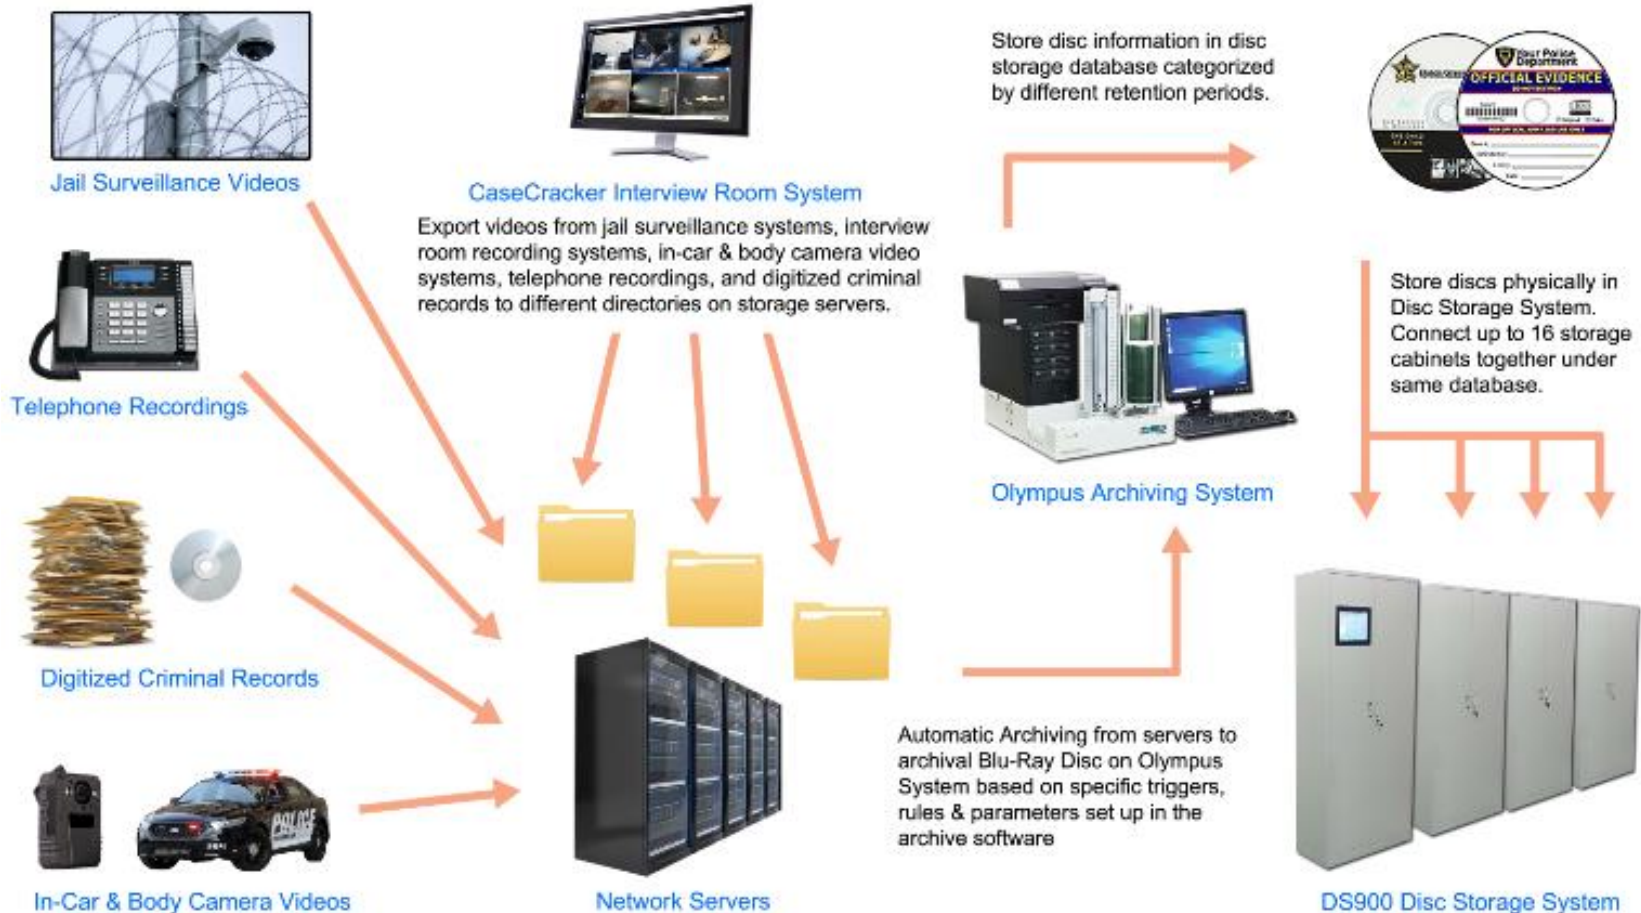 Jail Surveillance Videos
CaseCracker Interview Room System
Export videos from jail surveillance systems, interview
room recording systems, in-car & body camera video
systems, telephone recordings, and digitized criminal
records to different directories on storage servers.
Telephone Recordings
Digitized Criminal Records
POLICE
In-Car & Body Camera Videos
Network Servers
Automatic Archiving from servers to
archival Blu-Ray Disc on Olympus
System based on specific triggers,
rules & parameters set up in the
archive software
Olympus Archiving System
Store disc information in disc
storage database categorized
by different retention periods.
Your Police
Department
OFFICIAL EVIDENCE
Store discs physically in
Disc Storage System.
Connect up to 16 storage
cabinets together under
same database.
DS900 Disc Storage System